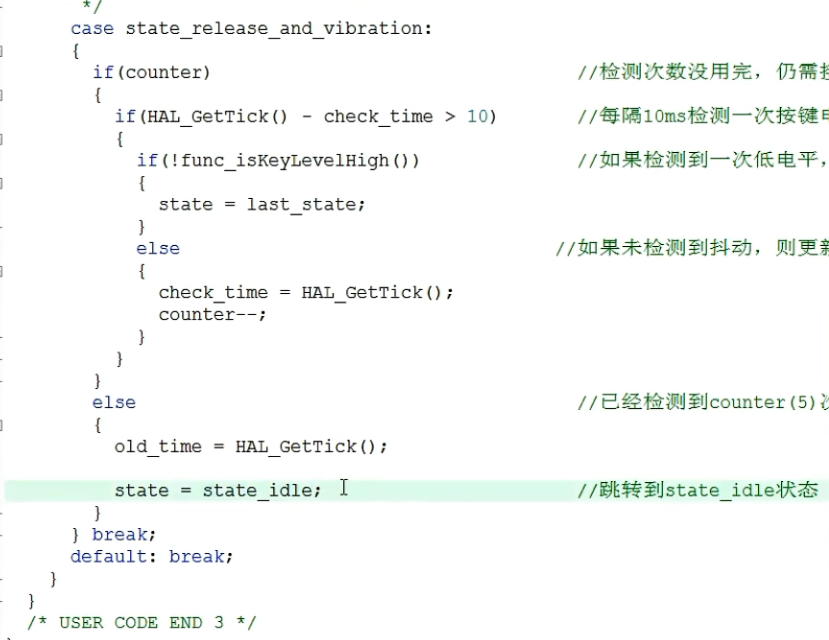 */
case state_release_and_vibration:
{
if(counter) //检测次数没用完，仍需
{
if(HAL_GetTick() - check_time > 10) //每隔10ms检测一次按键
{
if(!func_isKeyLevelHigh()) //如果检测到一次低电平，
{
state = last_state;
}
else //如果未检测到抖动，则更新
{
check_time = HAL_GetTick();
counter--;
}
}
}
else //已经检测到counter(5)次
{
old_time = HAL_GetTick();
state = state_idle; //跳转到state_idle状态
}
} break;
default: break;
}
}
/* USER CODE END 3 */